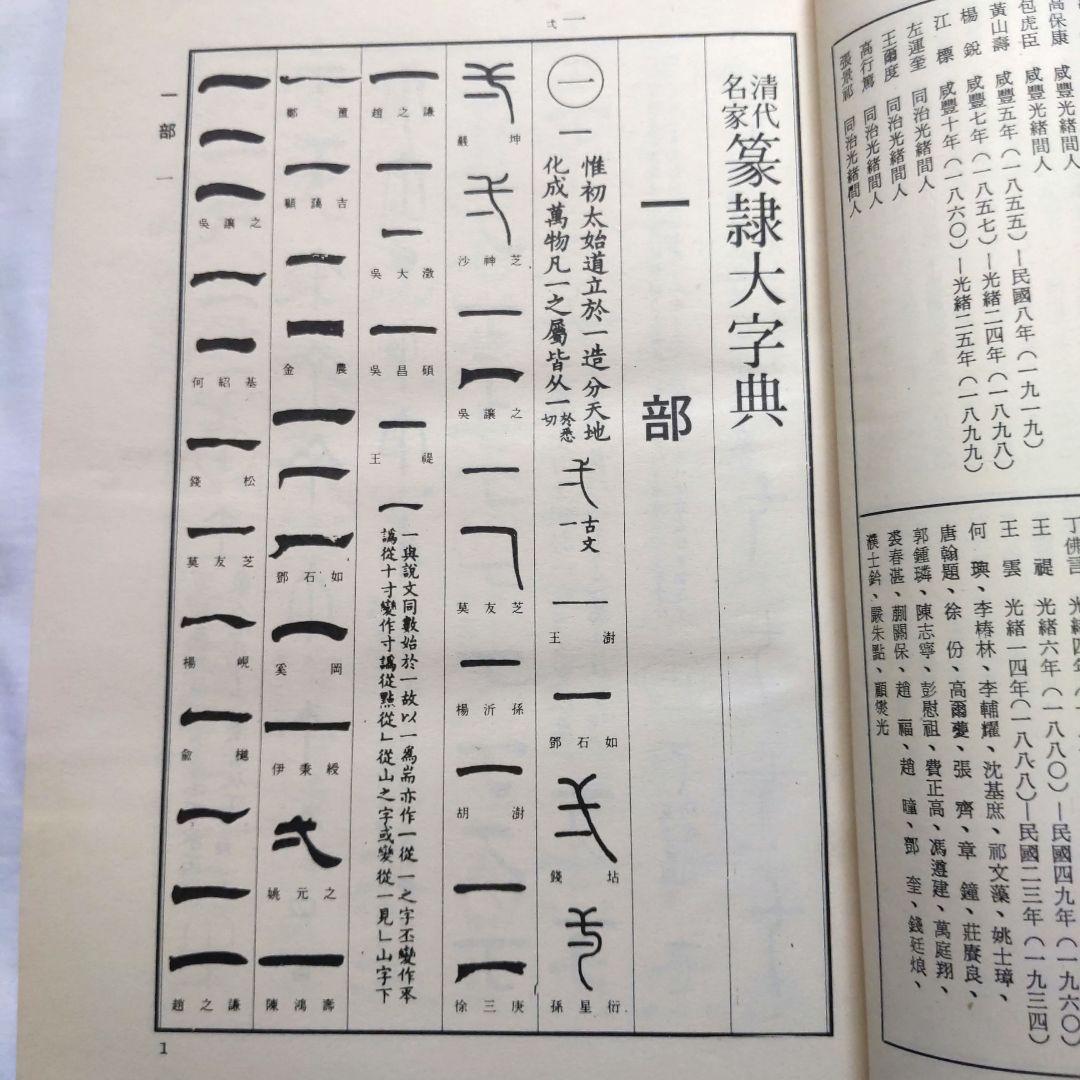 高保康　咸豐光緒間人
包虎臣　咸豐光緒間人
黃山壽　咸豐五年(一八五五)—民國八年(一九一九)
楊　銳　咸豐七年(一八五七)—光緒二四年(一八九八)
江　標　咸豐十年(一八六〇)—光緒二五年(一八九九)
左運奎　同治光緒間人
王爾度　同治光緒間人
高行篤　同治光緒間人
張景祁　同治光緒間人
王　禔　光緒六年(一八八〇)—民國四九年(一九六〇)
王　雲　光緒一四年(一八八八)—民國二三年(一九三四)
何　璵、李椿林、李輔耀、沈基庶、祁文藻、姚士璋、
唐翰題、徐　份、高爾夔、張　齊、章　鐘、莊賡良、
郭鍾璘、陳志寧、彭慰祖、費正高、馮遵建、萬庭翔、
裘春湛、蒯關保、趙　福、趙　曈、鄧　奎、錢廷烺、
濮士鈐、嚴朱點、顧爕光
一
弍
清代名家篆隸大字典
一部
一
一
惟初太始道立於一造分天地
化成萬物凡一之屬皆从一於悉切
弌古文一
王澍
鄧石如
錢坫
孫星衍
嚴坤
沙神芝
吳讓之
莫友芝
楊沂孫
胡澍
徐三庚
趙之謙
吳大澂
吳昌碩
王禔
一與說文同數始於一故以一為耑亦作一從一之字丕變作㔻
譌從十寸變作寸譌從點從乚從山之字或變從一見乚山字下
鄭簠
顧藹吉
金農
鄧石如
奚岡
伊秉綬
姚元之
陳鴻壽
吳讓之
何紹基
錢松
莫友芝
楊峴
俞樾
趙之謙
一部　一
1